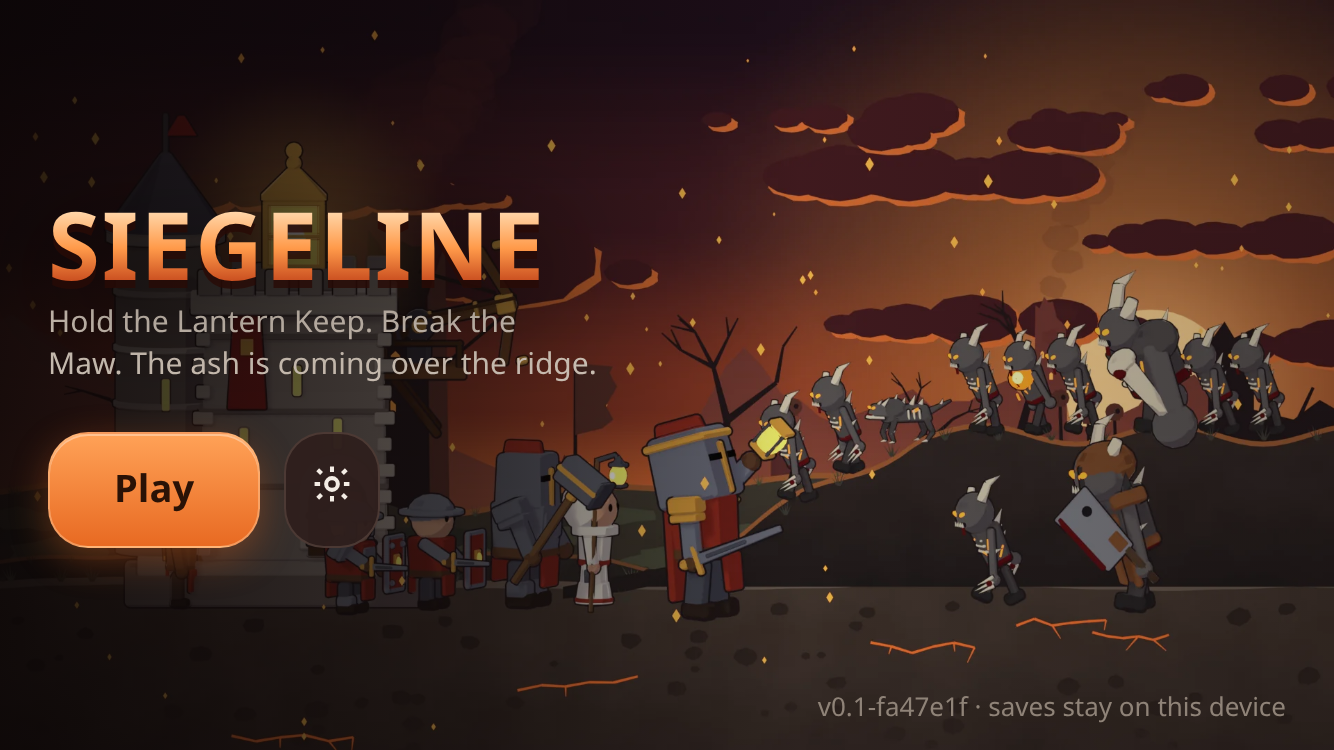 SIEGELINE
Hold the Lantern Keep. Break the
Maw. The ash is coming over the ridge.
Play
v0.1-fa47e1f · saves stay on this device